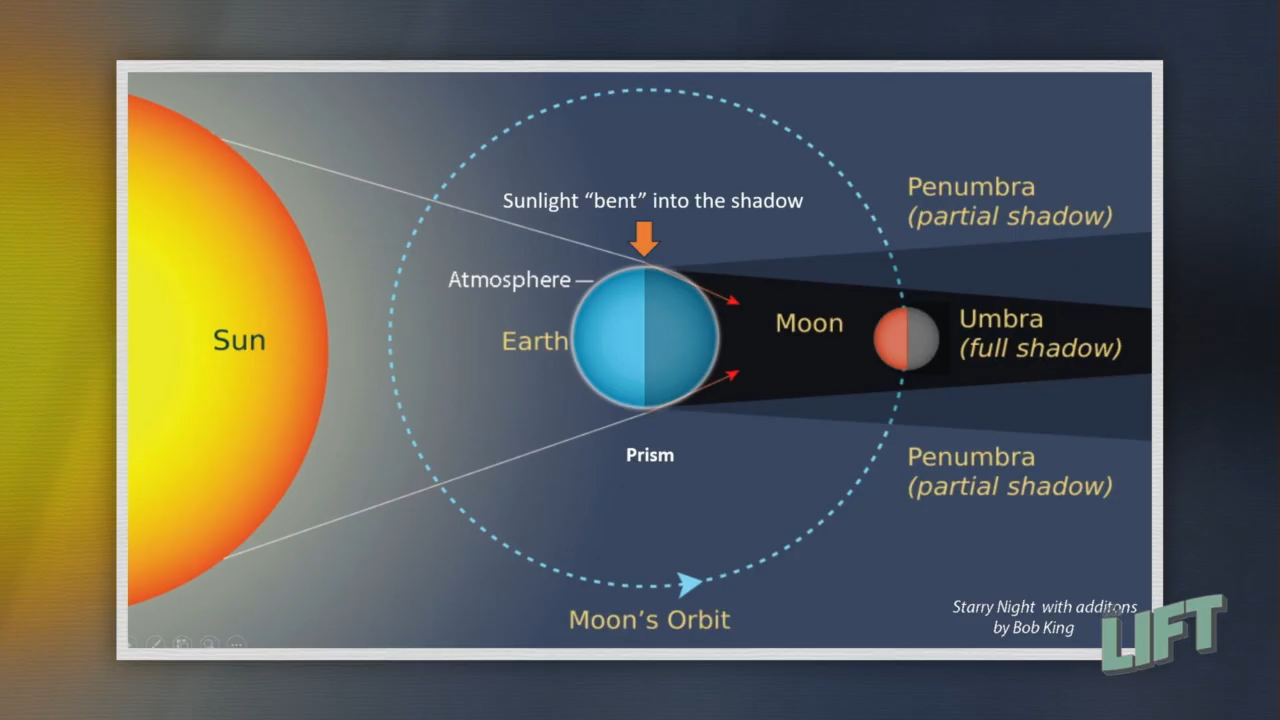 Sunlight “bent” into the shadow
Penumbra
(partial shadow)
Atmosphere
Sun
Earth
Moon
Umbra
(full shadow)
Prism
Penumbra
(partial shadow)
Moon’s Orbit
Starry Night with additons
by Bob King
LIFT